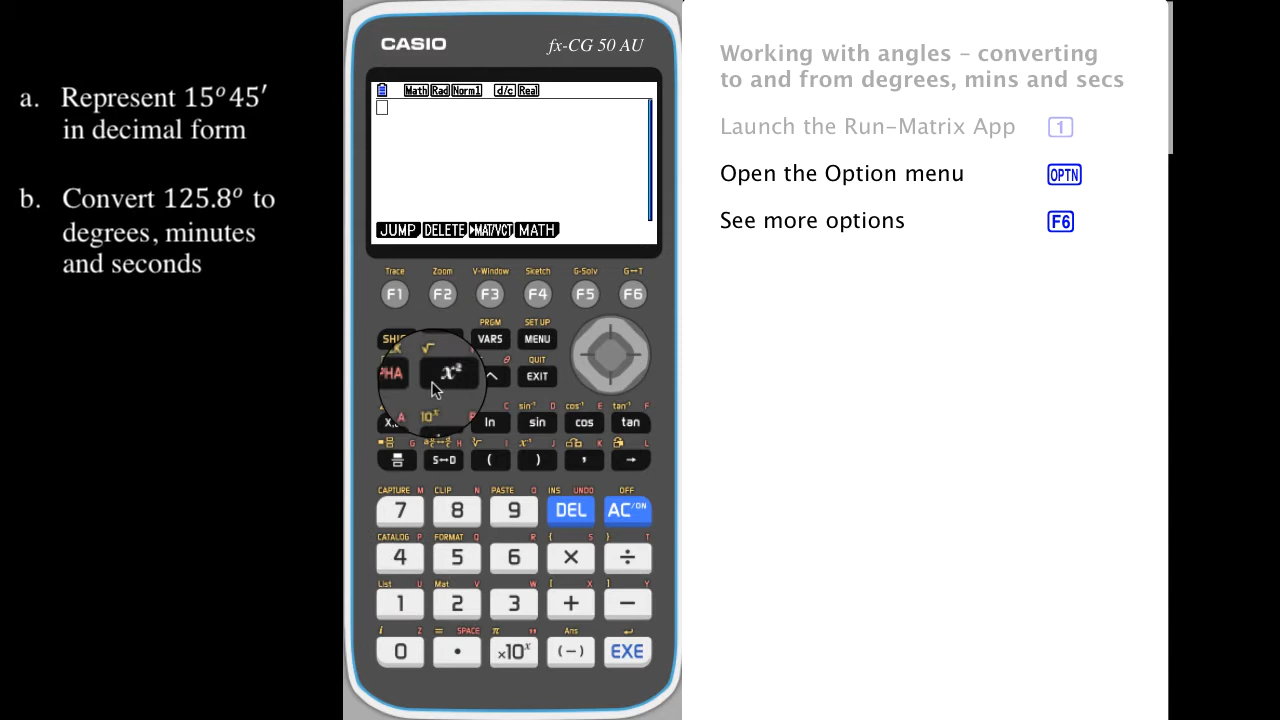 a. Represent 15° 45′
in decimal form
b. Convert 125.8° to
degrees, minutes
and seconds
CASIO
fx-CG 50 AU
Math Rad Norm1 d/c Real
JUMP DELETE ▶MAT/VCT MATH
Trace Zoom V-Window Sketch G-Solv G↔T
F1 F2 F3 F4 F5 F6
PRGM SET UP
VARS MENU
√ θ QUIT
x² ^ EXIT
A 10ˣ C sin⁻¹ D cos⁻¹ E tan⁻¹ F
ln sin cos tan
G H I x⁻¹ J K L
S↔D ( ) , →
CAPTURE M CLIP N PASTE O INS UNDO OFF
7 8 9 DEL AC/ON
CATALOG P FORMAT Q R { S } T
4 5 6 × ÷
List U Mat V W [ X ] Y
1 2 3 + −
i Z = SPACE π " Ans
0 • ×10ˣ (−) EXE
Working with angles – converting
to and from degrees, mins and secs
Launch the Run-Matrix App 1
Open the Option menu OPTN
See more options F6